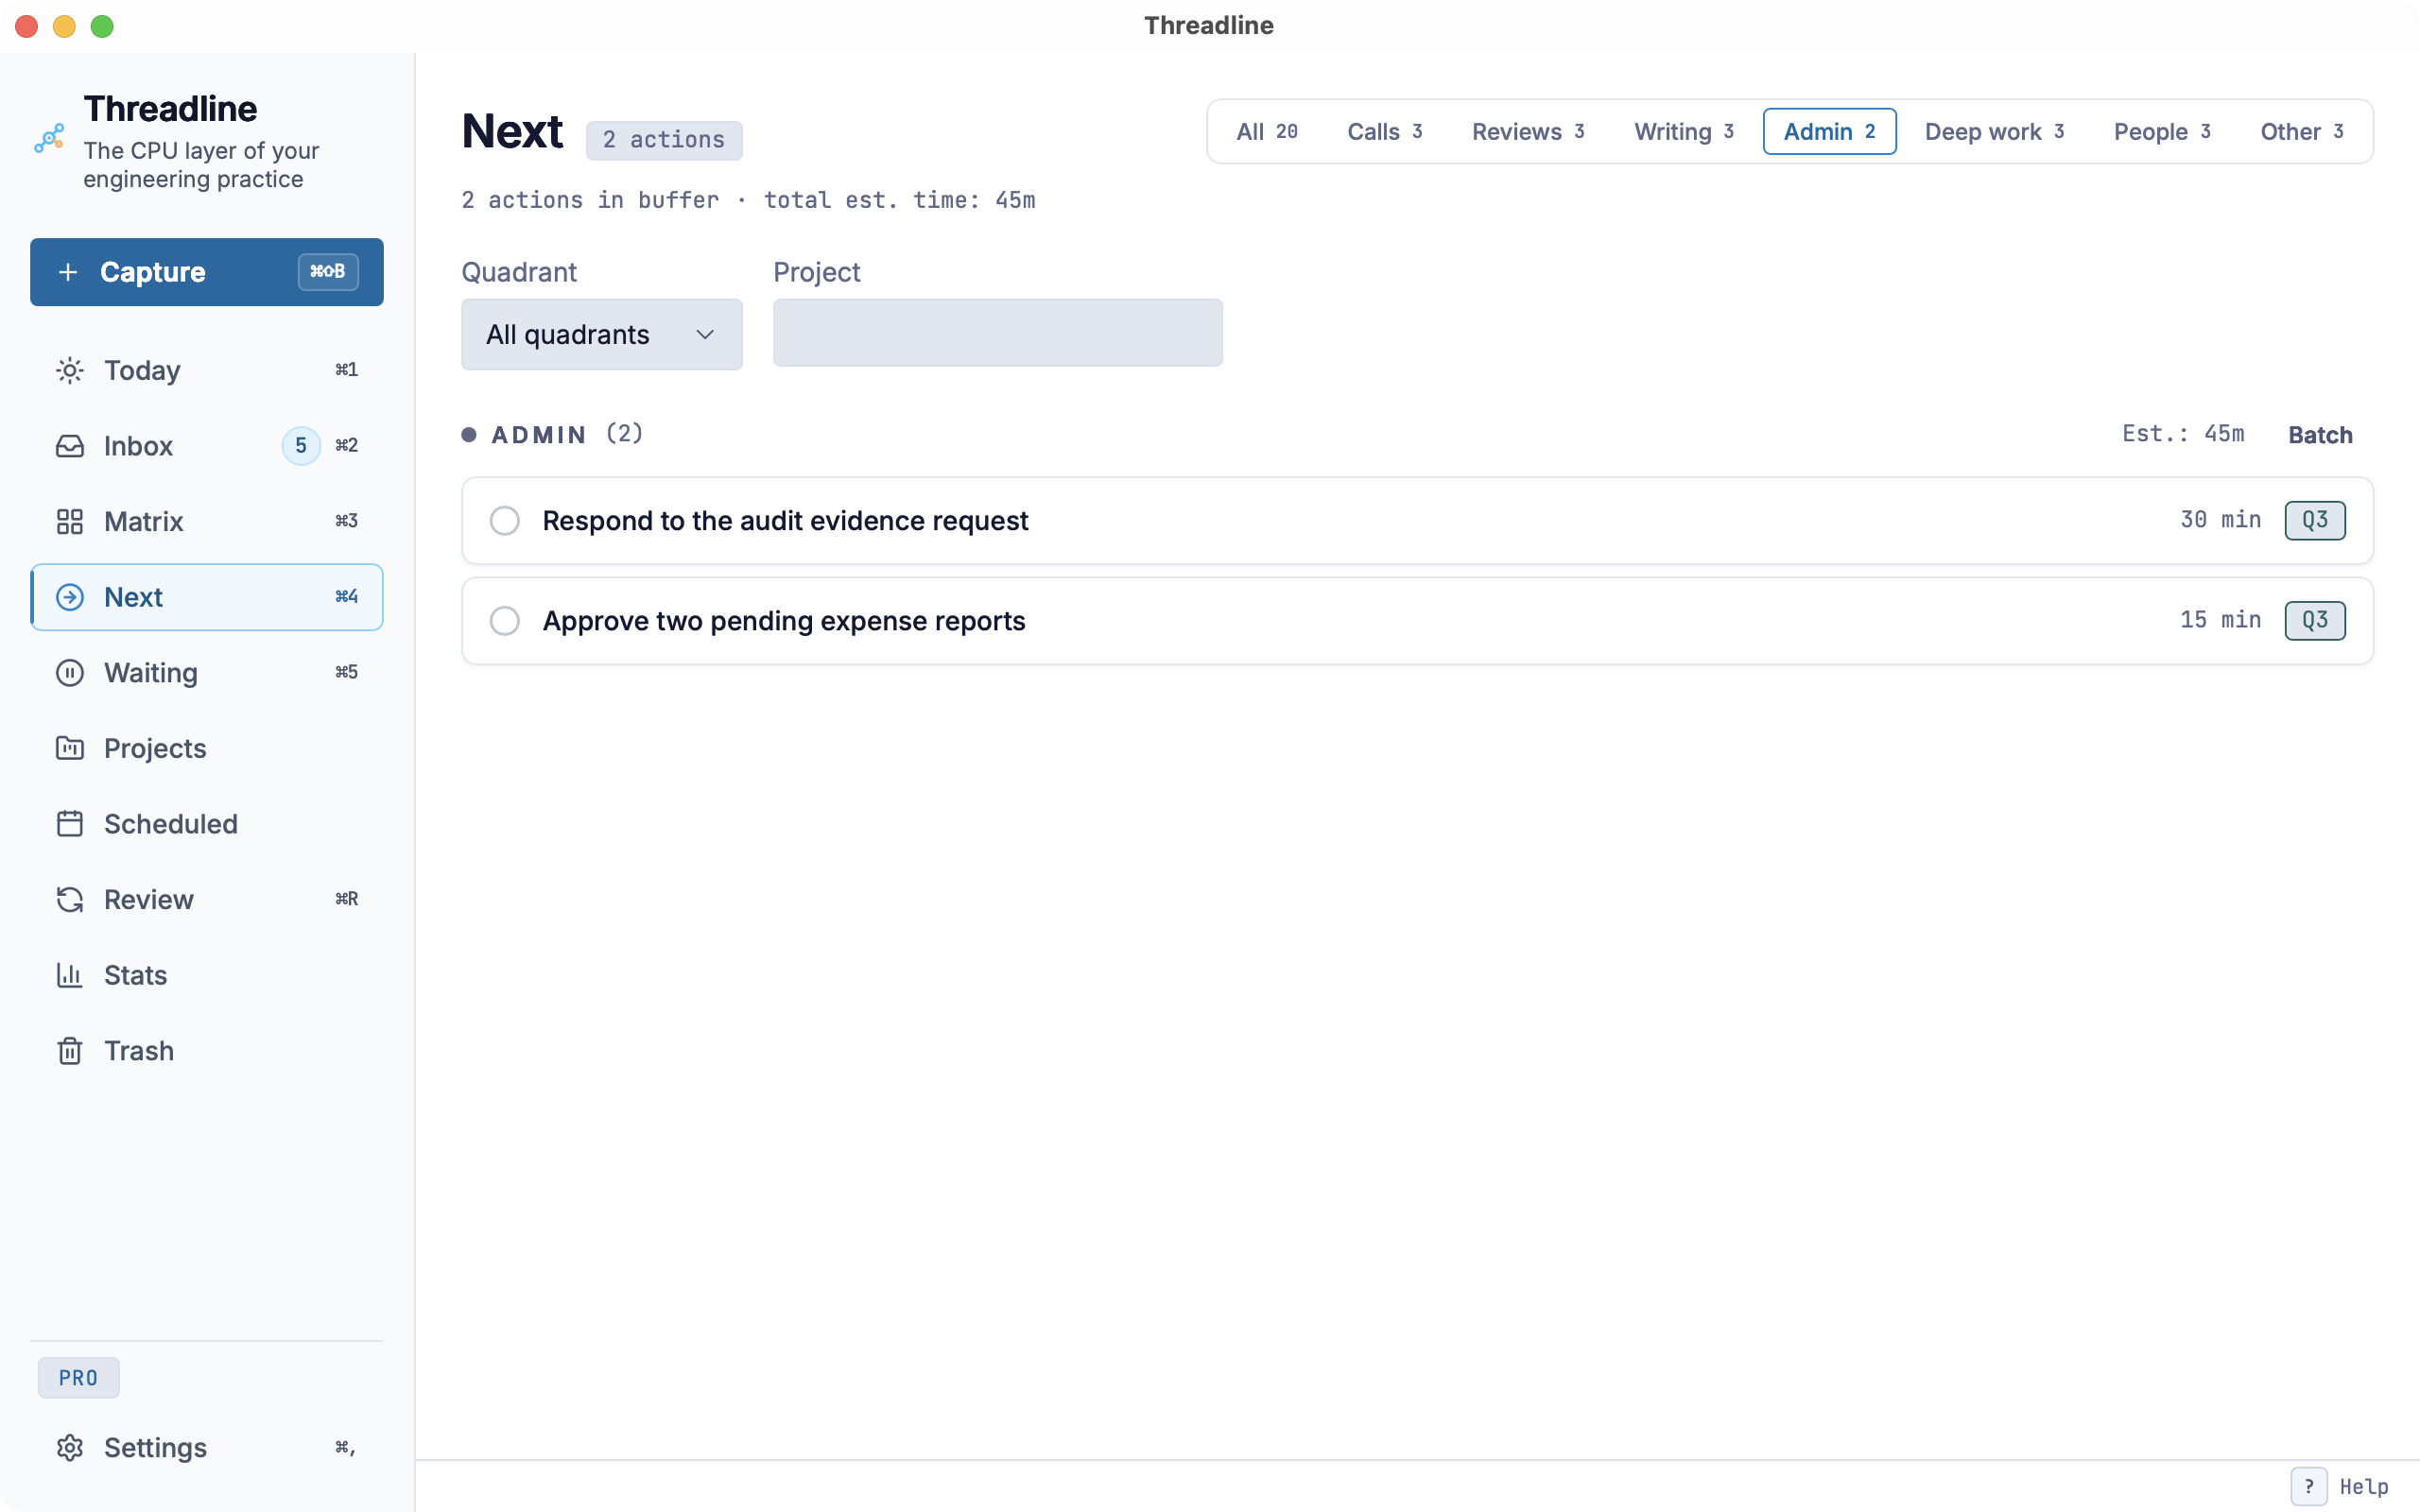 Threadline
Threadline
The CPU layer of your
engineering practice
+ Capture ⌘⇧B
Today ⌘1
Inbox 5 ⌘2
Matrix ⌘3
Next ⌘4
Waiting ⌘5
Projects
Scheduled
Review ⌘R
Stats
Trash
PRO
Settings ⌘,
Next 2 actions
All 20 Calls 3 Reviews 3 Writing 3 Admin 2 Deep work 3 People 3 Other 3
2 actions in buffer · total est. time: 45m
Quadrant Project
All quadrants
ADMIN (2) Est.: 45m Batch
Respond to the audit evidence request 30 min Q3
Approve two pending expense reports 15 min Q3
? Help